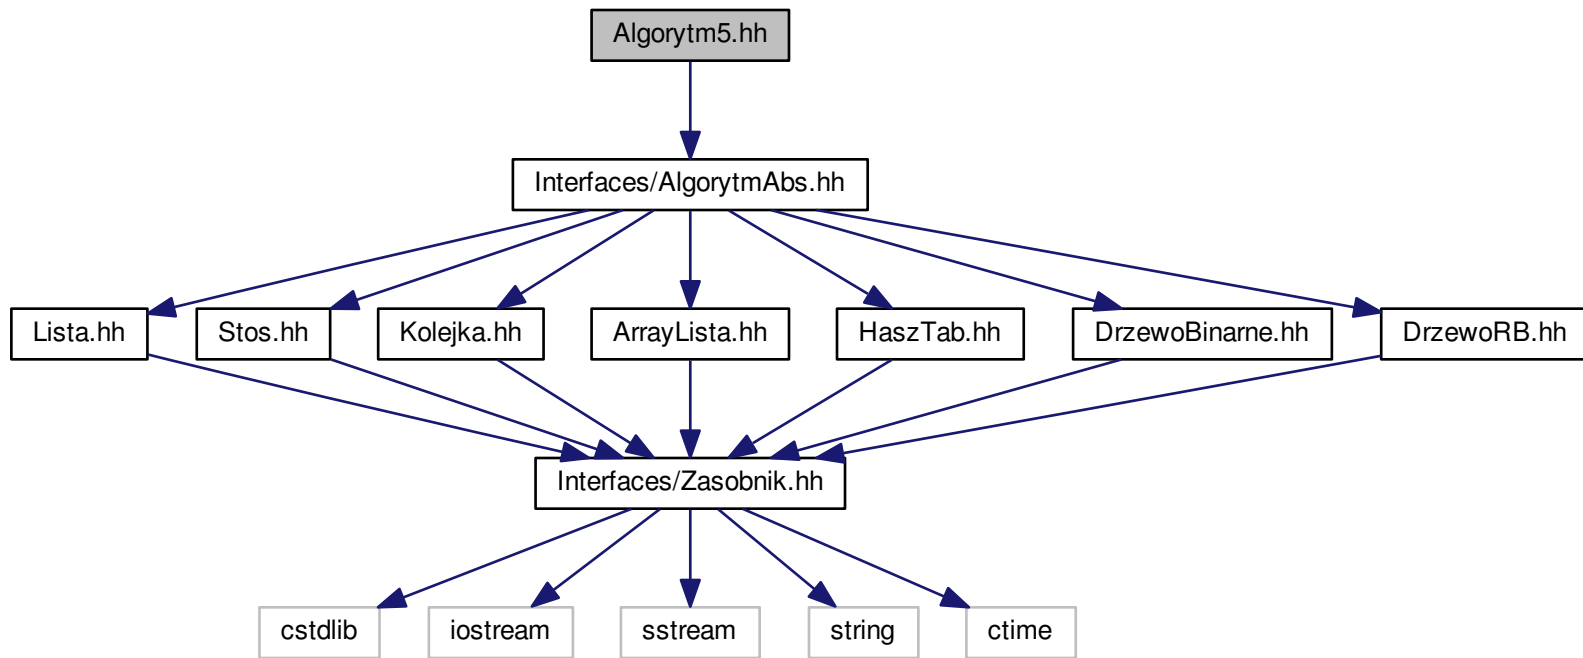 Algorytm5.hh
Interfaces/AlgorytmAbs.hh
Lista.hh
Stos.hh
Kolejka.hh
ArrayLista.hh
HaszTab.hh
DrzewoBinarne.hh
DrzewoRB.hh
Interfaces/Zasobnik.hh
cstdlib
iostream
sstream
string
ctime